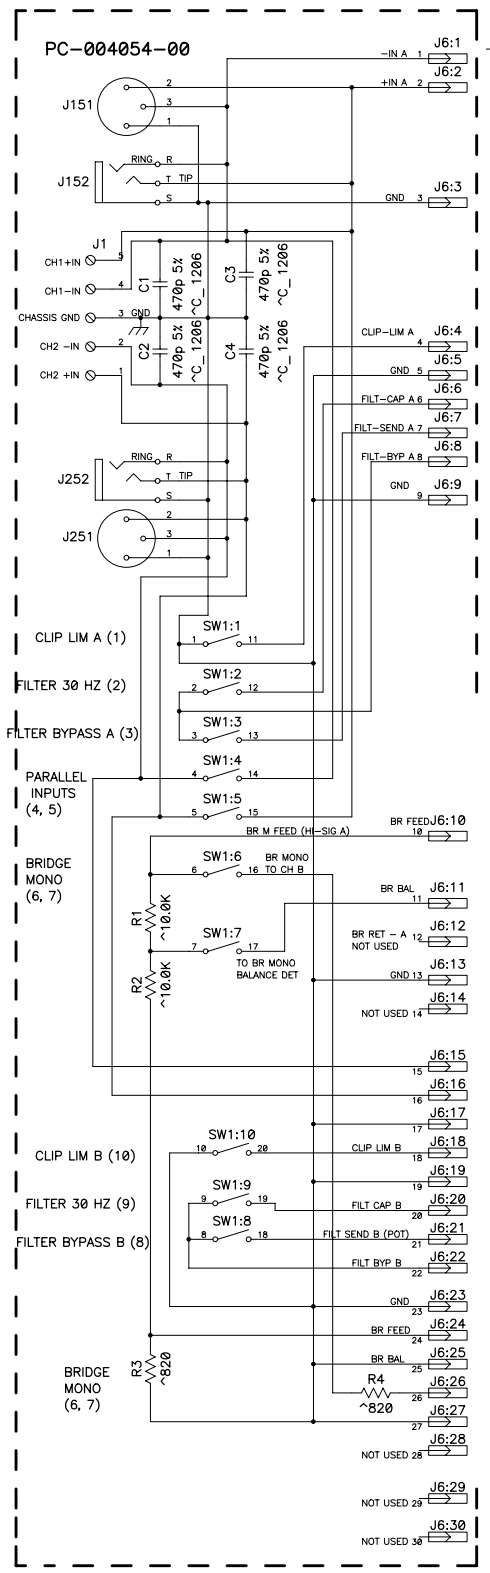 PC-004054-00
-IN A 1 J6:1
+IN A 2 J6:2
J151 2 3 1
J152 RING R
T TIP
S
GND 3 J6:3
J1
CH1+IN 5
CH1-IN 4
CHASSIS GND 3 GND
CH2 -IN 2
CH2 +IN 1
C1 470p 5% ^C_1206
C3 470p 5% ^C_1206
C2 470p 5% ^C_1206
C4 470p 5% ^C_1206
CLIP-LIM A 4 J6:4
GND 5 J6:5
FILT-CAP A 6 J6:6
FILT-SEND A 7 J6:7
FILT-BYP A 8 J6:8
GND 9 J6:9
J252 RING R
T TIP
S
J251 2 3 1
CLIP LIM A (1) 1 SW1:1 11
FILTER 30 HZ (2) 2 SW1:2 12
FILTER BYPASS A (3) 3 SW1:3 13
PARALLEL
INPUTS
(4, 5)
4 SW1:4 14
5 SW1:5 15
BR M FEED (HI-SIG A) BR FEED 10 J6:10
BRIDGE
MONO
(6, 7)
6 SW1:6 16 BR MONO
TO CH B
R1 ^10.0K
7 SW1:7 17
TO BR MONO
BALANCE DET
R2 ^10.0K
BR BAL 11 J6:11
BR RET - A 12 J6:12
NOT USED
GND 13 J6:13
NOT USED 14 J6:14
15 J6:15
16 J6:16
17 J6:17
CLIP LIM B (10) 10 SW1:10 20 CLIP LIM B 18 J6:18
19 J6:19
FILTER 30 HZ (9) 9 SW1:9 19 FILT CAP B 20 J6:20
FILTER BYPASS B (8) 8 SW1:8 18 FILT SEND B (POT) 21 J6:21
FILT BYP B 22 J6:22
GND 23 J6:23
BR FEED 24 J6:24
BRIDGE
MONO
(6, 7)
R3 ^820
BR BAL 25 J6:25
R4 ^820 26 J6:26
27 J6:27
NOT USED 28 J6:28
NOT USED 29 J6:29
NOT USED 30 J6:30